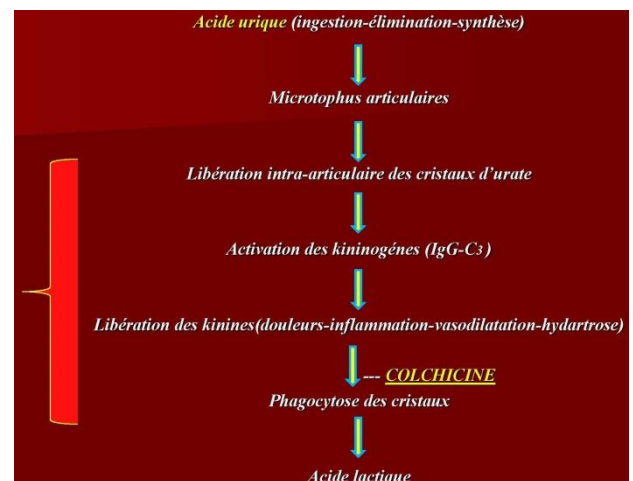 Acide urique (ingestion-élimination-synthèse)
Microtophus articulaires
Libération intra-articulaire des cristaux d'urate
Activation des kininogénes (IgG-C3)
Libération des kinines(douleurs-inflammation-vasodilatation-hydartrose)
--- COLCHICINE
Phagocytose des cristaux
Acide lactique